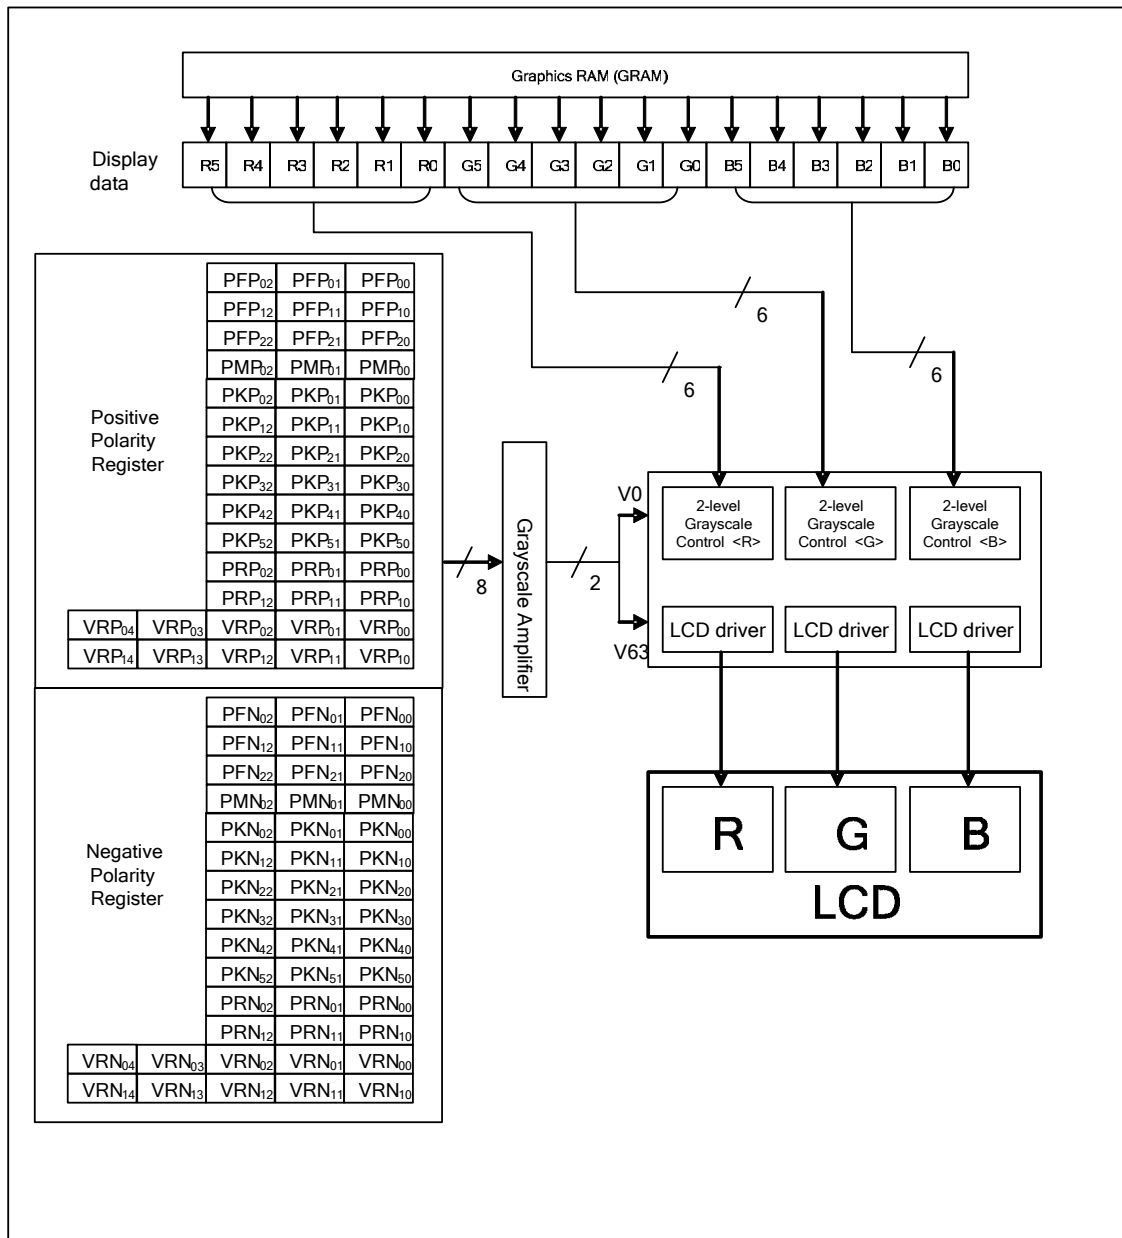 Graphics RAM (GRAM)
Display data
R5 R4 R3 R2 R1 R0 G5 G4 G3 G2 G1 G0 B5 B4 B3 B2 B1 B0
6
6
6
Positive
Polarity
Register
PFP02 PFP01 PFP00
PFP12 PFP11 PFP10
PFP22 PFP21 PFP20
PMP02 PMP01 PMP00
PKP02 PKP01 PKP00
PKP12 PKP11 PKP10
PKP22 PKP21 PKP20
PKP32 PKP31 PKP30
PKP42 PKP41 PKP40
PKP52 PKP51 PKP50
PRP02 PRP01 PRP00
PRP12 PRP11 PRP10
VRP04 VRP03 VRP02 VRP01 VRP00
VRP14 VRP13 VRP12 VRP11 VRP10
8
Grayscale Amplifier
2
V0
V63
2-level
Grayscale
Control <R>
2-level
Grayscale
Control <G>
2-level
Grayscale
Control <B>
LCD driver LCD driver LCD driver
Negative
Polarity
Register
PFN02 PFN01 PFN00
PFN12 PFN11 PFN10
PFN22 PFN21 PFN20
PMN02 PMN01 PMN00
PKN02 PKN01 PKN00
PKN12 PKN11 PKN10
PKN22 PKN21 PKN20
PKN32 PKN31 PKN30
PKN42 PKN41 PKN40
PKN52 PKN51 PKN50
PRN02 PRN01 PRN00
PRN12 PRN11 PRN10
VRN04 VRN03 VRN02 VRN01 VRN00
VRN14 VRN13 VRN12 VRN11 VRN10
R G B
LCD